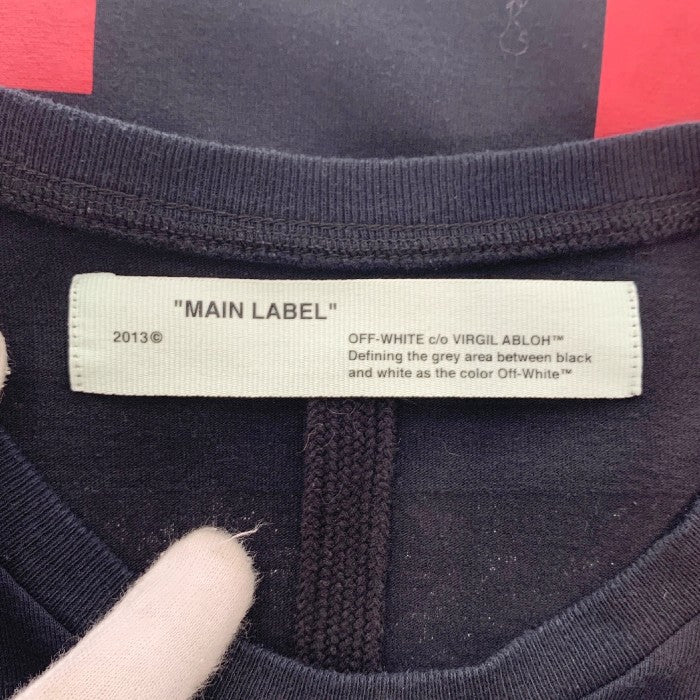 "MAIN LABEL"
2013©
OFF-WHITE c/o VIRGIL ABLOH™
Defining the grey area between black
and white as the color Off-White™